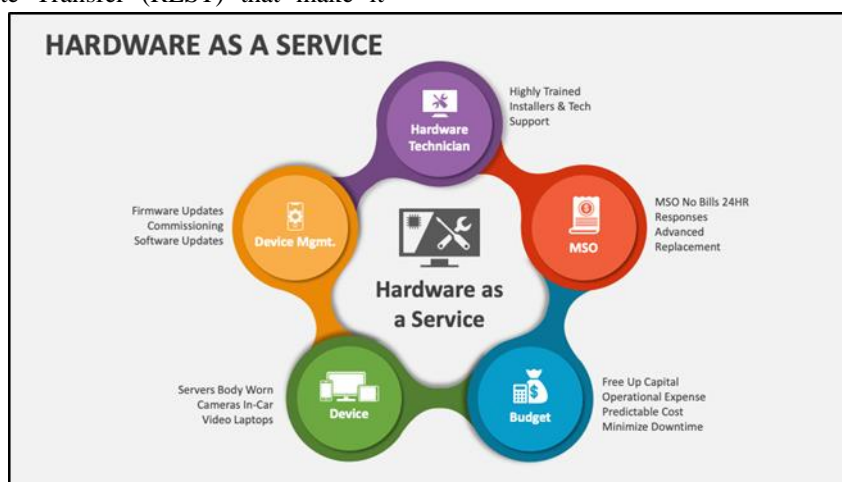 te Transfer (REST) that make it
HARDWARE AS A SERVICE
Hardware
Technician
Highly Trained
Installers & Tech
Support
MSO
MSO No Bills 24HR
Responses
Advanced
Replacement
Budget
Free Up Capital
Operational Expense
Predictable Cost
Minimize Downtime
Device
Servers Body Worn
Cameras In-Car
Video Laptops
Device Mgmt.
Firmware Updates
Commissioning
Software Updates
Hardware as
a Service